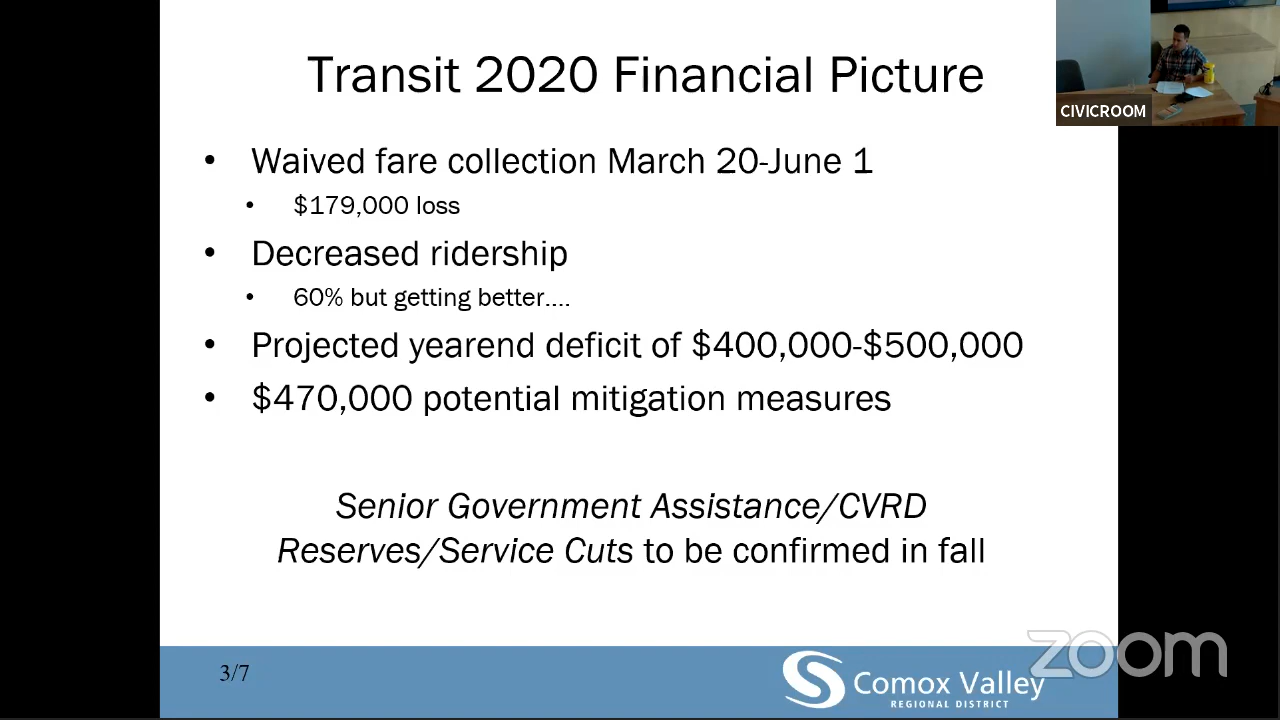 Transit 2020 Financial Picture
CIVICROOM
• Waived fare collection March 20-June 1
• $179,000 loss
• Decreased ridership
• 60% but getting better....
• Projected yearend deficit of $400,000-$500,000
• $470,000 potential mitigation measures
Senior Government Assistance/CVRD
Reserves/Service Cuts to be confirmed in fall
3/7
Comox Valley
REGIONAL DISTRICT
zoom